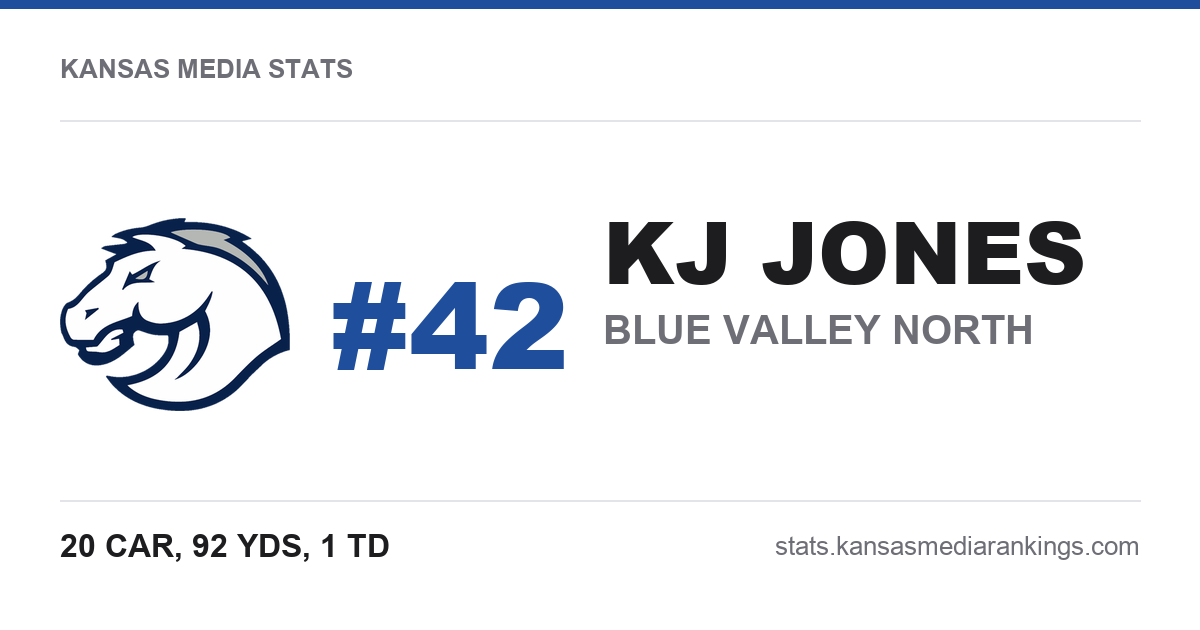 KANSAS MEDIA STATS
#42
KJ JONES
BLUE VALLEY NORTH
20 CAR, 92 YDS, 1 TD
stats.kansasmediarankings.com